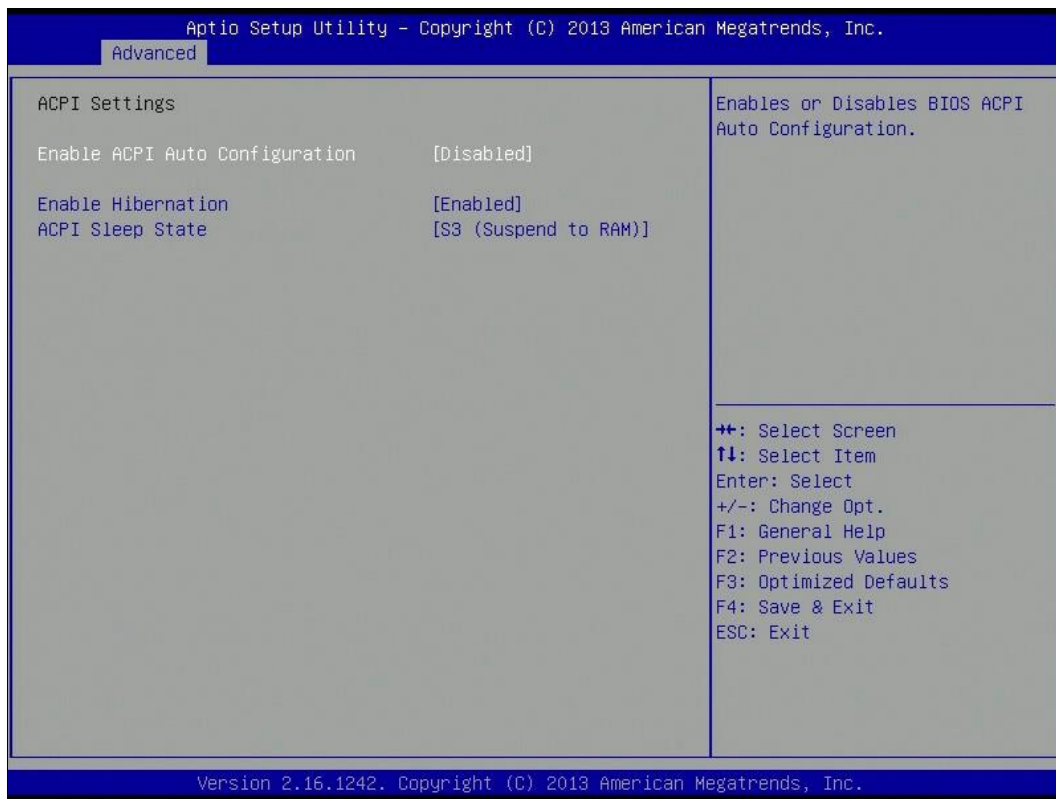 Aptio Setup Utility – Copyright (C) 2013 American Megatrends, Inc.
Advanced
ACPI Settings
Enable ACPI Auto Configuration [Disabled]
Enable Hibernation [Enabled]
ACPI Sleep State [S3 (Suspend to RAM)]
Enables or Disables BIOS ACPI
Auto Configuration.
→←: Select Screen
↑↓: Select Item
Enter: Select
+/-: Change Opt.
F1: General Help
F2: Previous Values
F3: Optimized Defaults
F4: Save & Exit
ESC: Exit
Version 2.16.1242. Copyright (C) 2013 American Megatrends, Inc.